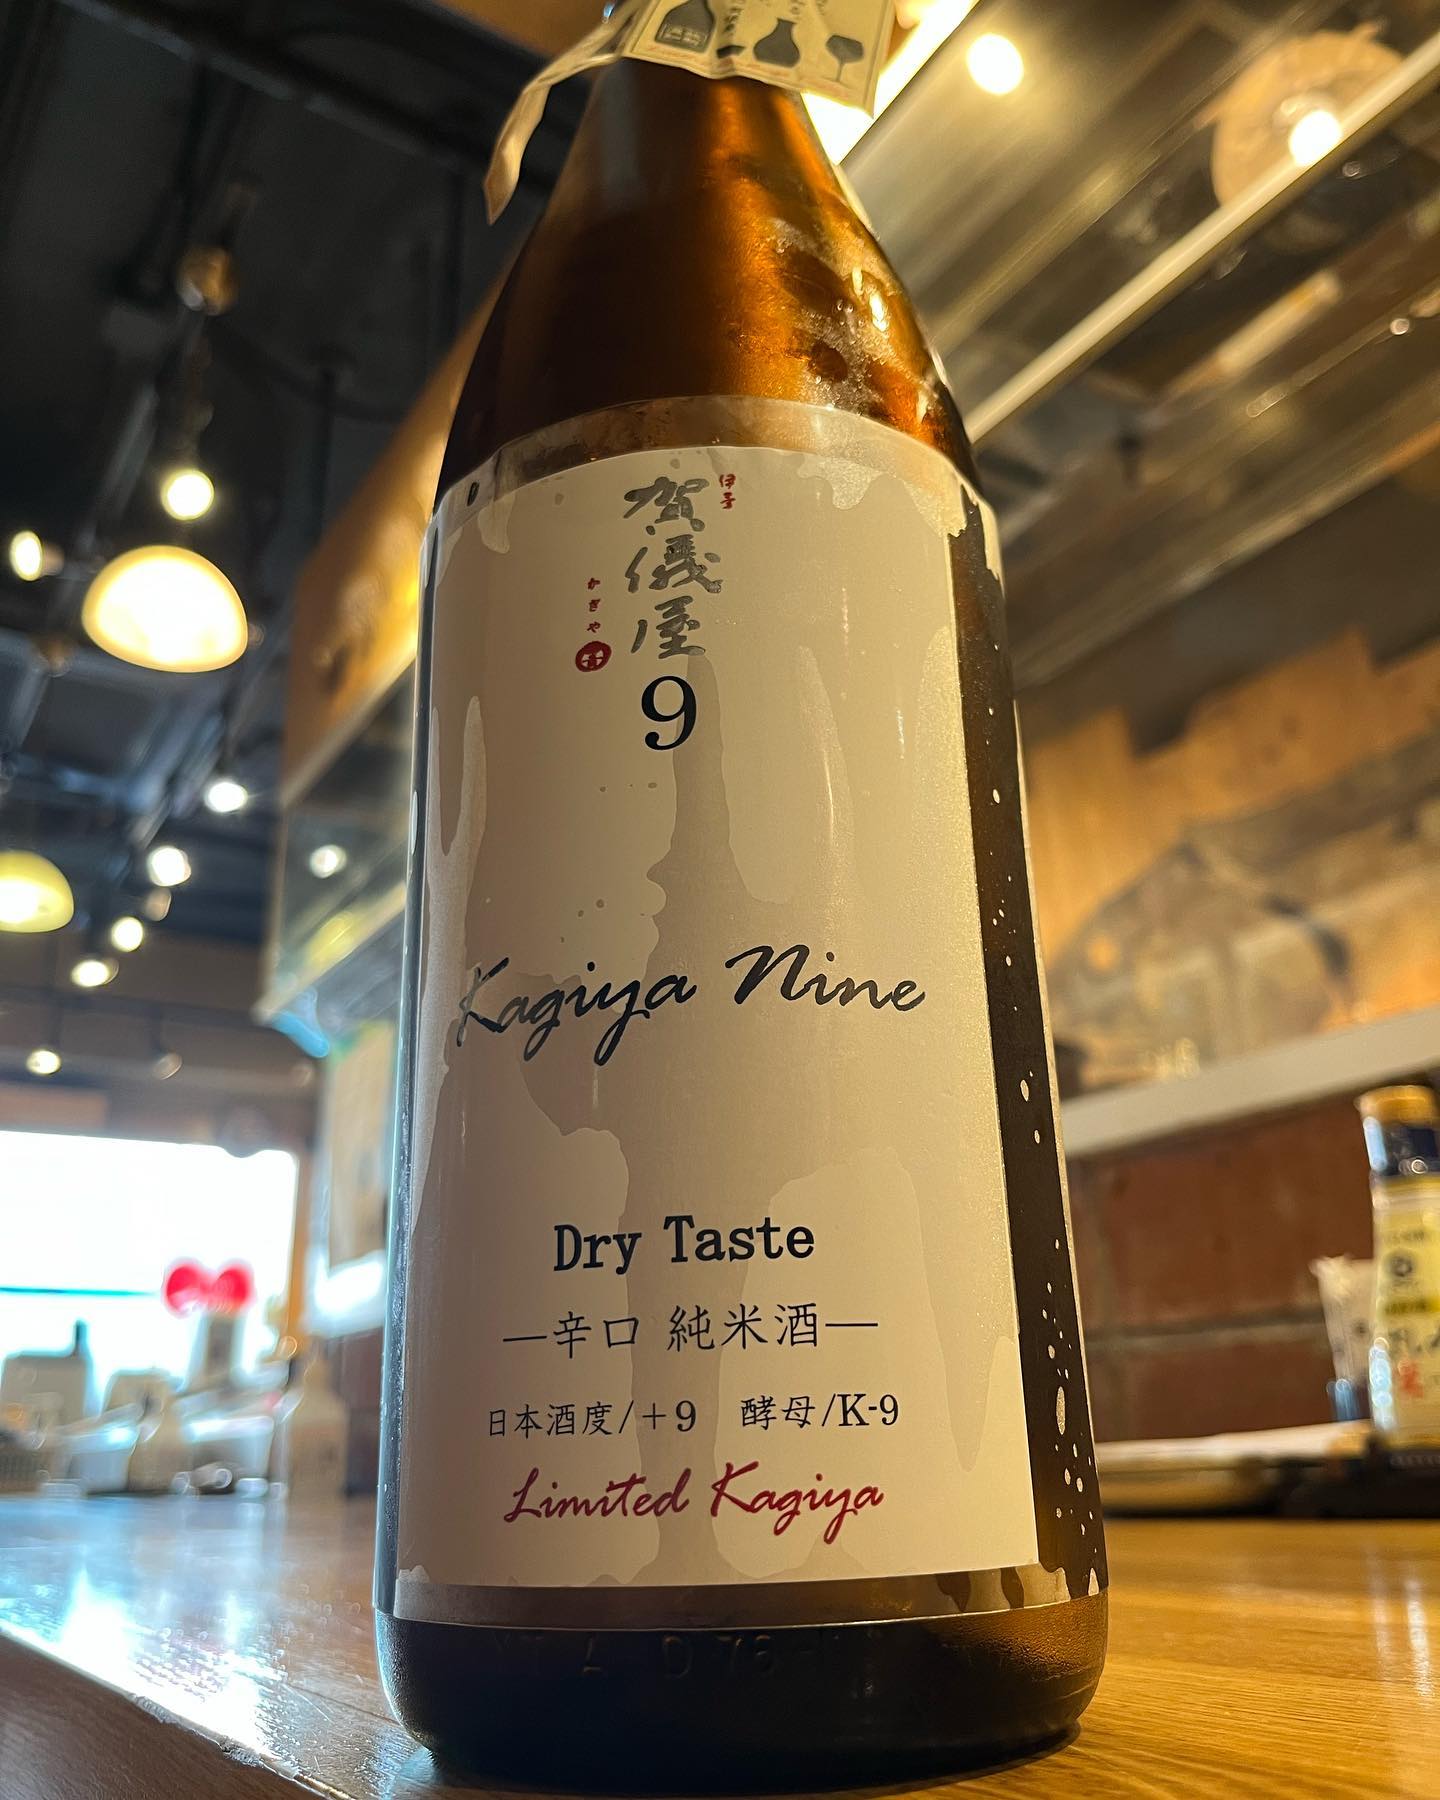 伊予
賀儀屋
かぎや
9
Kagiya Nine
Dry Taste
—辛口 純米酒—
日本酒度/＋9 酵母/K-9
Limited Kagiya